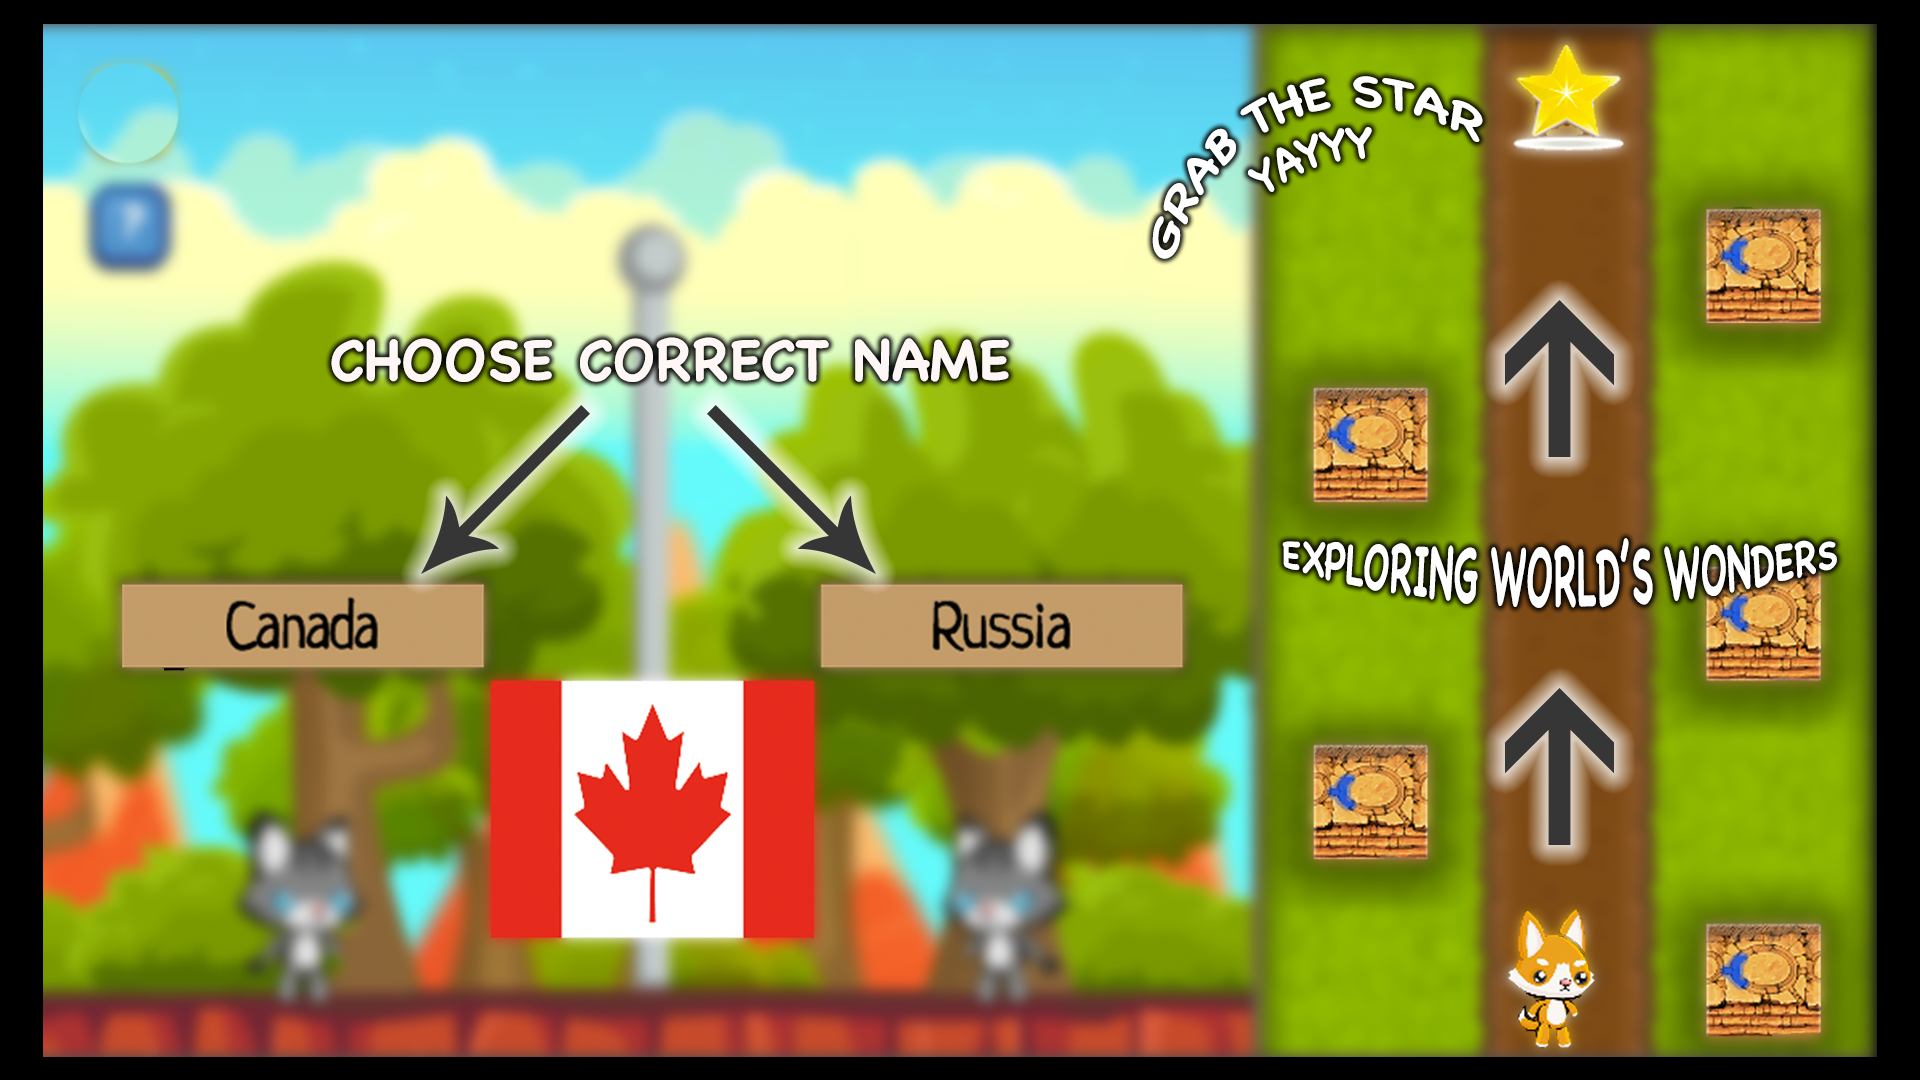 GRAB THE STAR
YAYYY
?
CHOOSE CORRECT NAME
Canada
Russia
EXPLORING WORLD'S WONDERS